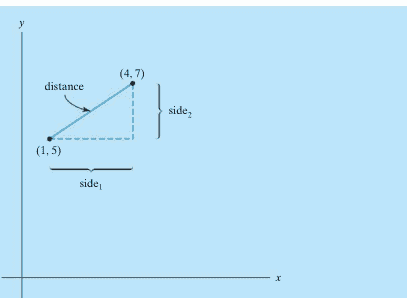 y
(4, 7)
distance
side₂
(1, 5)
side₁
x